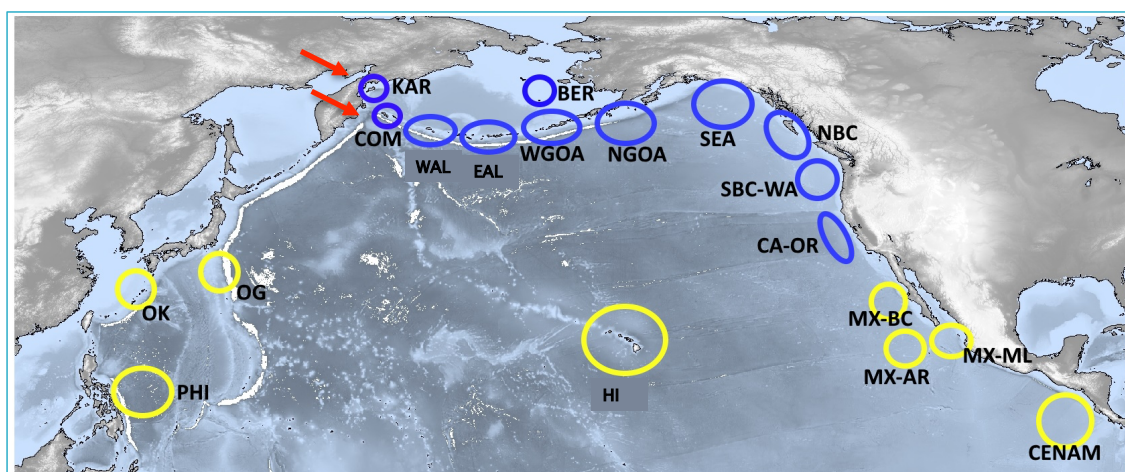 KAR
BER
COM
WAL
EAL
WGOA
NGOA
SEA
NBC
SBC-WA
CA-OR
OK
OG
PHI
HI
MX-BC
MX-ML
MX-AR
CENAM